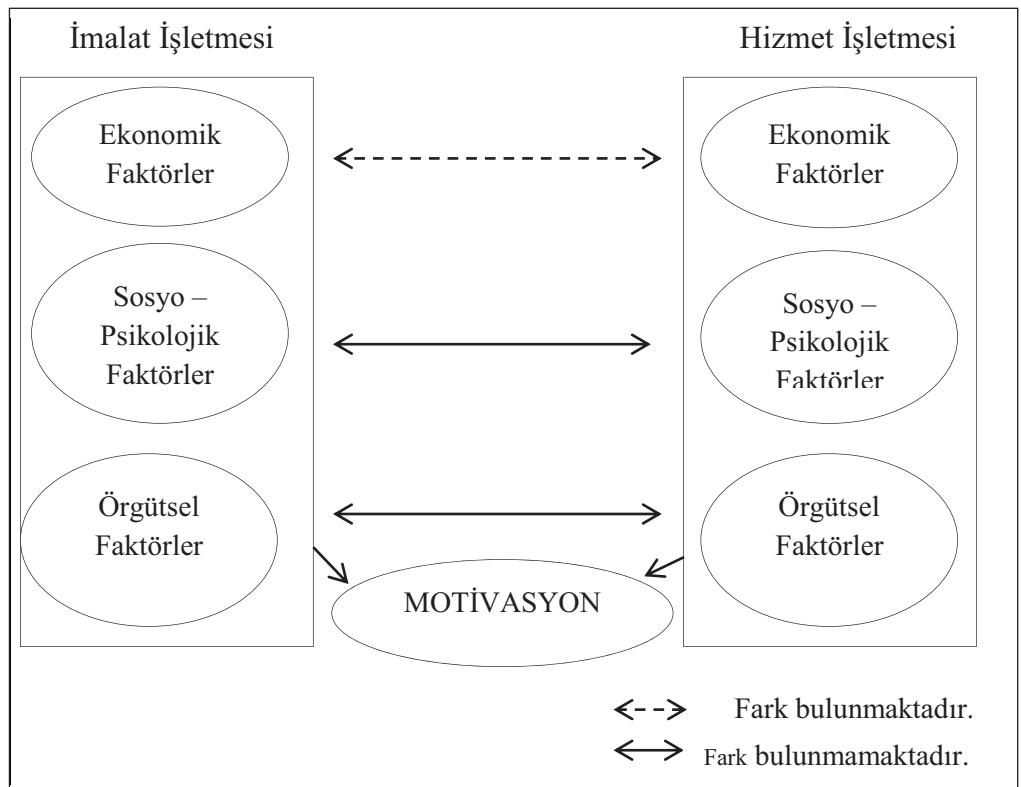 İmalat İşletmesi
Hizmet İşletmesi
Ekonomik
Faktörler
Ekonomik
Faktörler
Sosyo –
Psikolojik
Faktörler
Sosyo –
Psikolojik
Faktörler
Örgütsel
Faktörler
Örgütsel
Faktörler
MOTİVASYON
Fark bulunmaktadır.
Fark bulunmamaktadır.